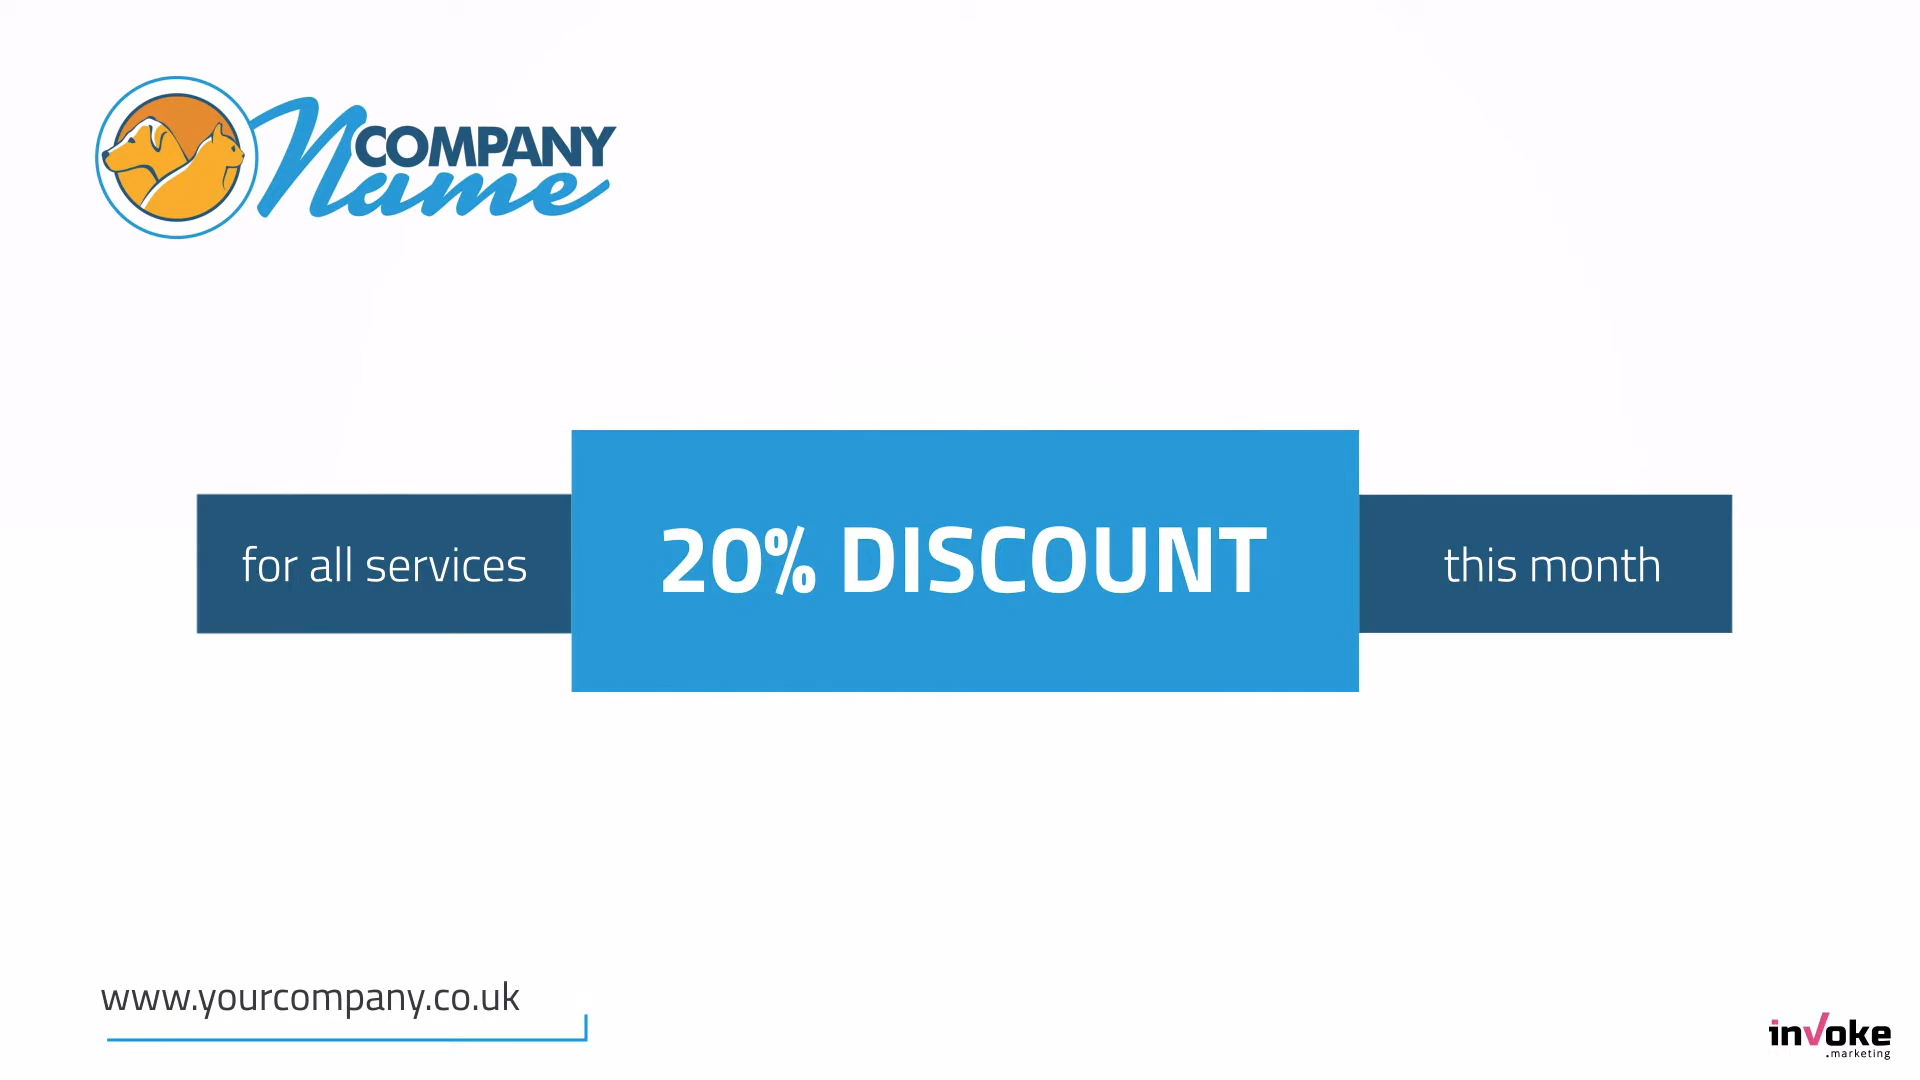 COMPANY
Name
for all services
20% DISCOUNT
this month
www.yourcompany.co.uk
invoke
.marketing